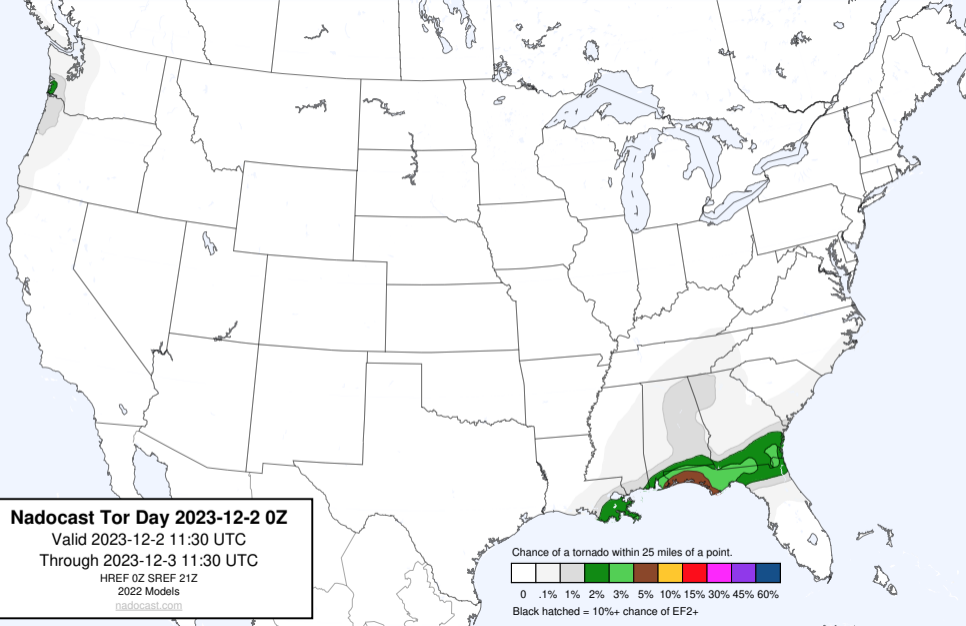 Nadocast Tor Day 2023-12-2 0Z
Valid 2023-12-2 11:30 UTC
Through 2023-12-3 11:30 UTC
HREF 0Z SREF 21Z
2022 Models
nadocast.com
Chance of a tornado within 25 miles of a point.
0 .1% 1% 2% 3% 5% 10% 15% 30% 45% 60%
Black hatched = 10%+ chance of EF2+